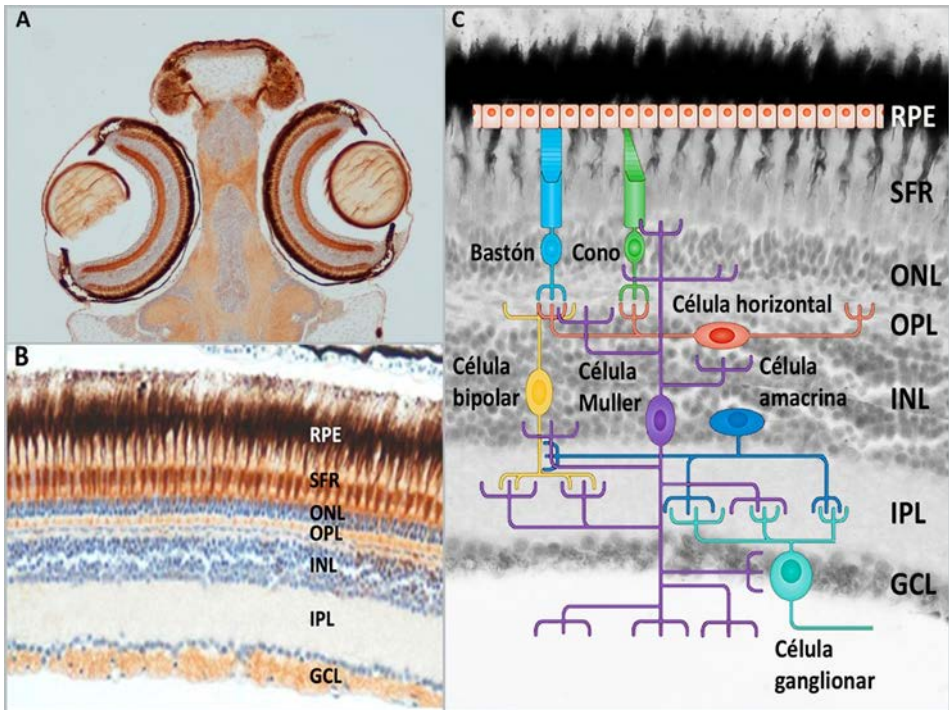 A
B
RPE
SFR
ONL
OPL
INL
IPL
GCL
C
RPE
SFR
ONL
OPL
INL
IPL
GCL
Bastón
Cono
Célula horizontal
Célula
bipolar
Célula
Muller
Célula
amacrina
Célula
ganglionar